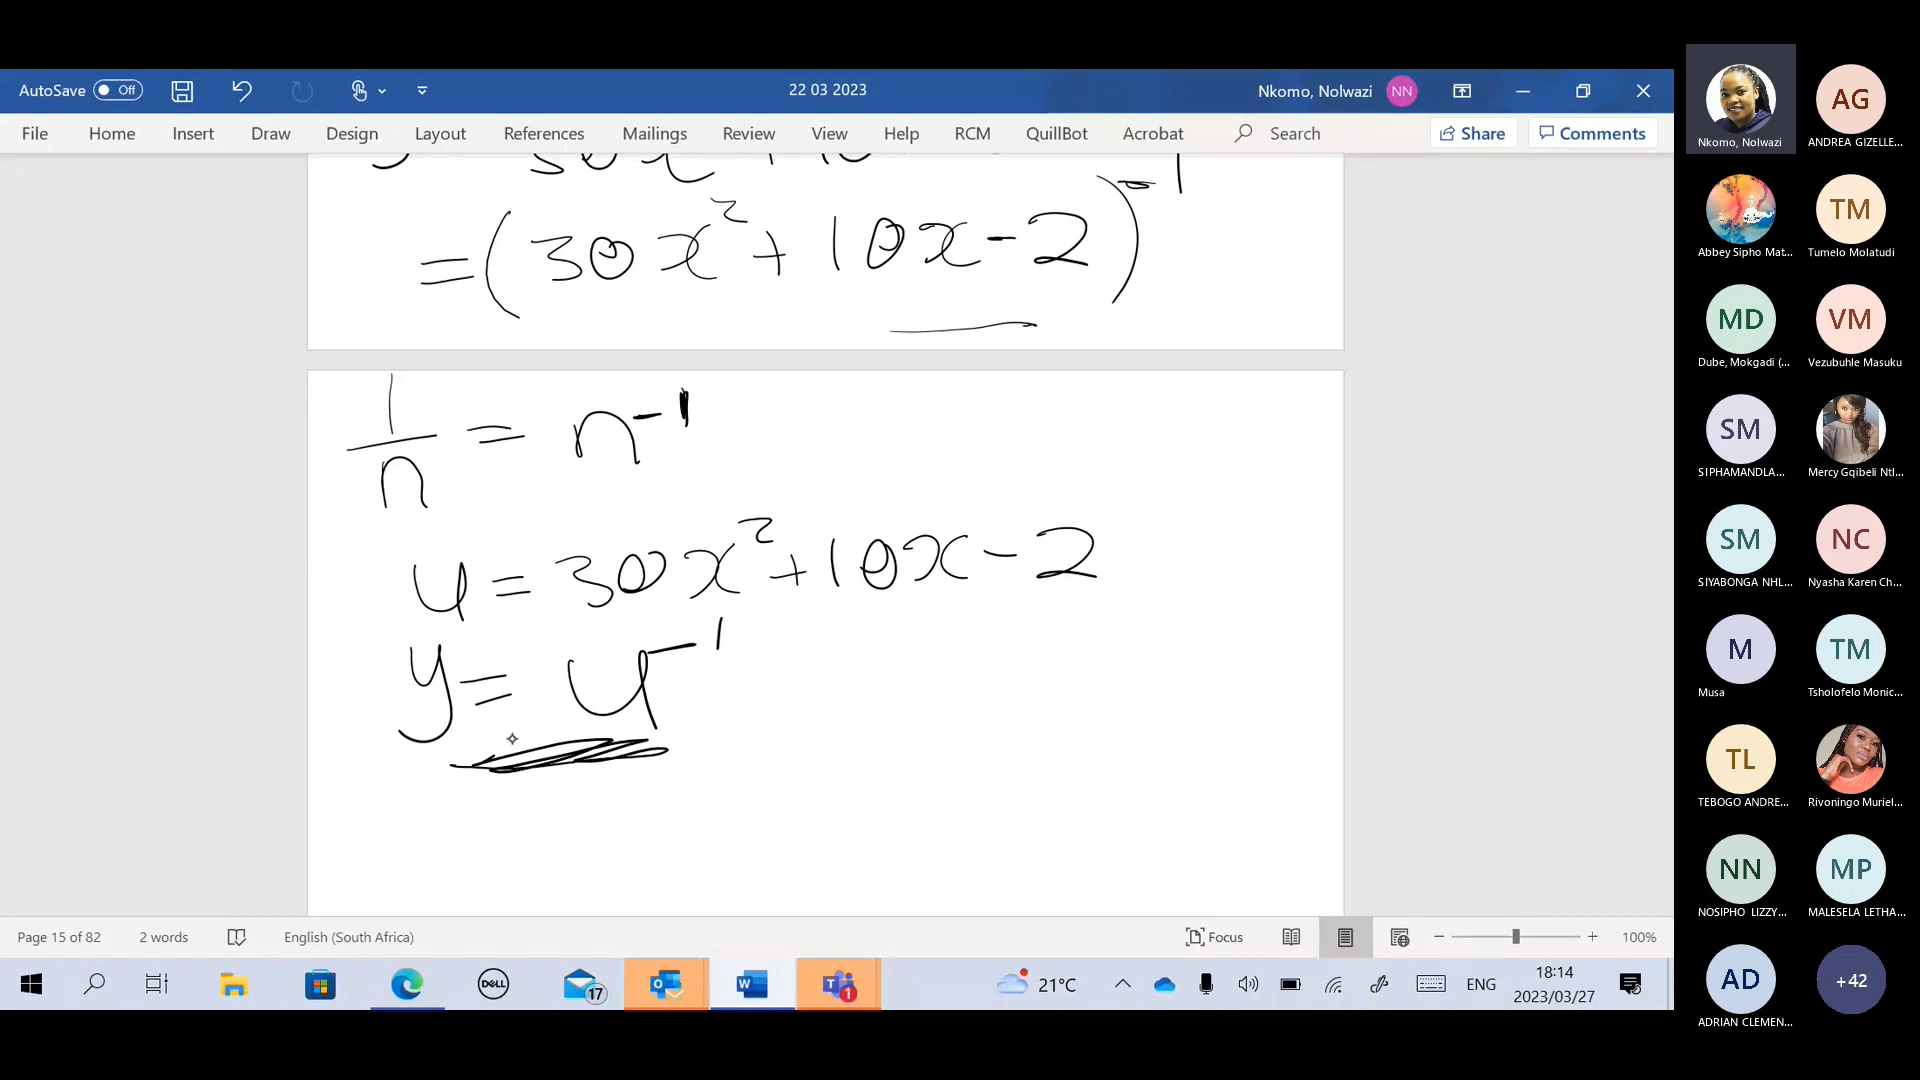 AutoSave Off 22 03 2023 Nkomo, Nolwazi NN
File Home Insert Draw Design Layout References Mailings Review View Help RCM QuillBot Acrobat Search Share Comments
= (30x² + 10x - 2)⁻¹
1/n = n⁻¹
u = 30x² + 10x - 2
y = u⁻¹
Page 15 of 82 2 words English (South Africa) Focus 100%
17 DELL 1 21°C ENG 18:14
2023/03/27
Nkomo, Nolwazi
AG
ANDREA GIZELLE...
Abbey Sipho Mat...
TM
Tumelo Molatudi
MD
Dube, Mokgadi (...
VM
Vezubuhle Masuku
SM
SIPHAMANDLA...
Mercy Gqibeli Ntl...
SM
SIYABONGA NHL...
NC
Nyasha Karen Ch...
M
Musa
TM
Tsholofelo Monic...
TL
TEBOGO ANDRE...
Rivoningo Muriel...
NN
NOSIPHO LIZZY...
MP
MALESELA LETHA...
AD
ADRIAN CLEMEN...
+42